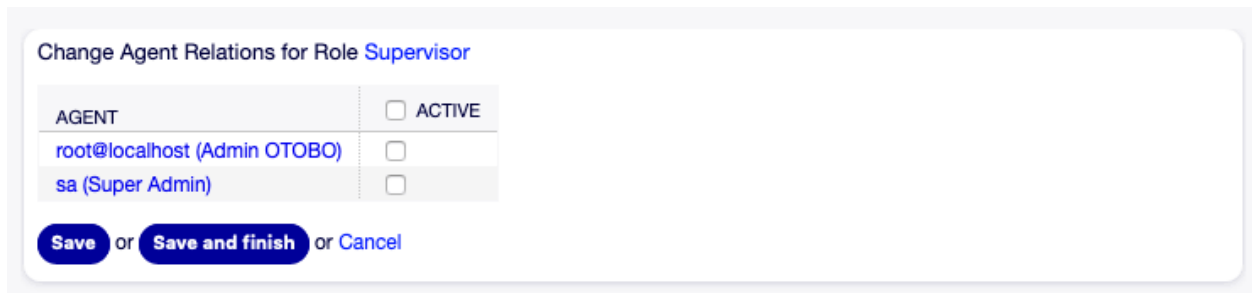 Change Agent Relations for Role Supervisor
AGENT ACTIVE
root@localhost (Admin OTOBO)
sa (Super Admin)
Save or Save and finish or Cancel